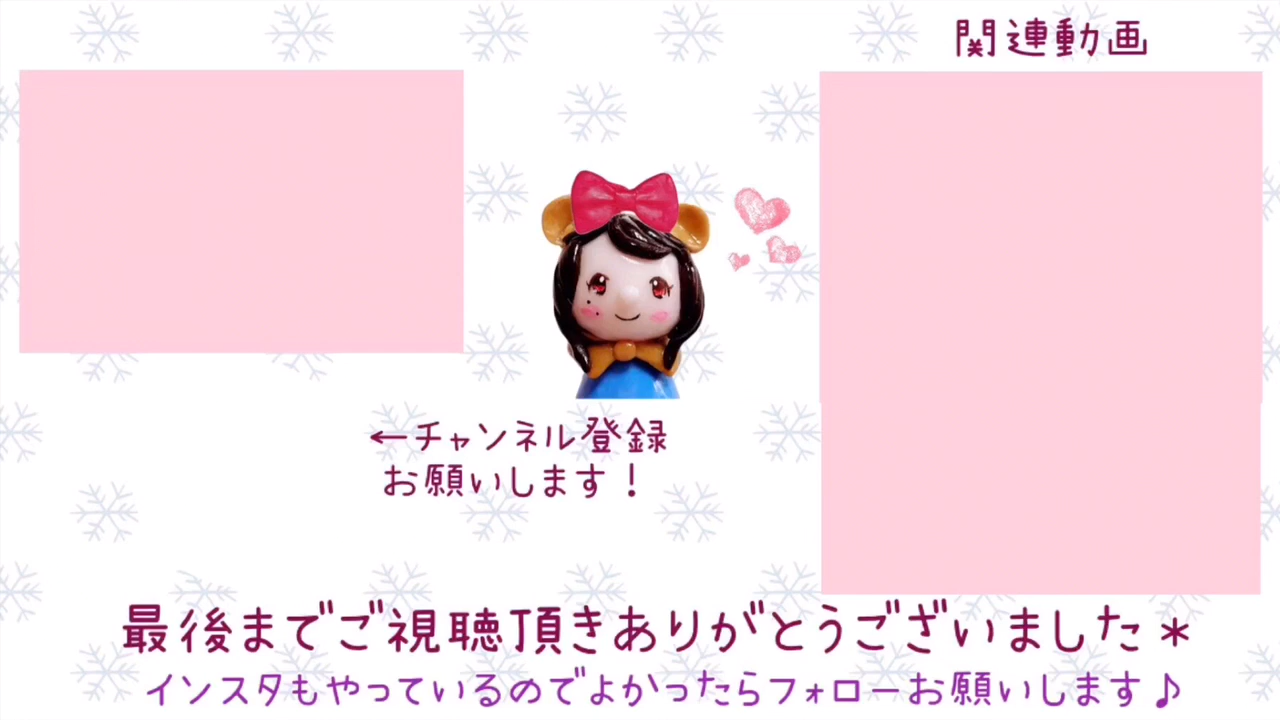 関連動画
←チャンネル登録
お願いします！
最後までご視聴頂きありがとうございました＊
インスタもやっているのでよかったらフォローお願いします♪